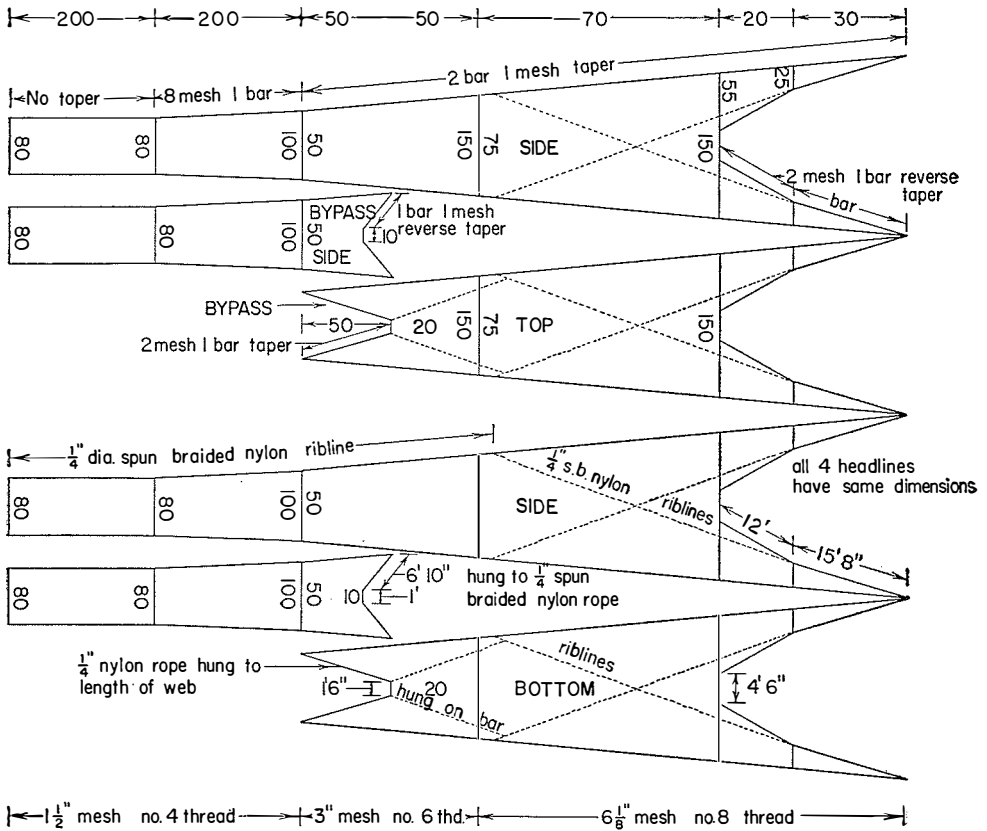 200 200 50 50 70 20 30
2 bar 1 mesh taper
No toper 8 mesh 1 bar
80 80 100 50 150 75 SIDE 55 25 150
2 mesh 1 bar reverse
taper
bar
BYPASS
1 bar 1 mesh
reverse taper
80 80 100 50 10
SIDE
BYPASS
50 20 150 75 TOP 150
2 mesh 1 bar taper
1/4" dia. spun braided nylon ribline
1/4" s.b. nylon
riblines
all 4 headlines
have same dimensions
80 80 100 50 SIDE
12'
15'8"
6' 10" hung to 1/4" spun
braided nylon rope
80 80 100 50 10 1'
riblines
1/4" nylon rope hung to
length of web
1'6" 20 BOTTOM 4' 6"
hung on bar
1 1/2" mesh no. 4 thread 3" mesh no. 6 thd. 6 1/8" mesh no. 8 thread